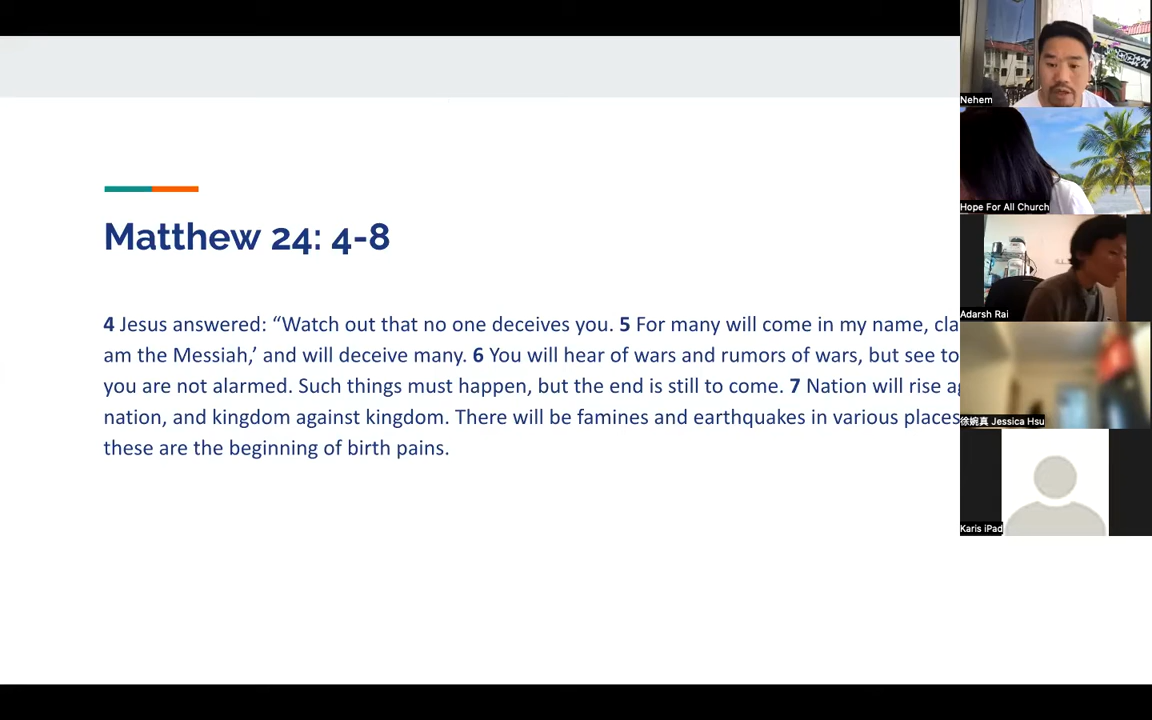 Matthew 24: 4-8
4 Jesus answered: “Watch out that no one deceives you. 5 For many will come in my name, cla
am the Messiah,’ and will deceive many. 6 You will hear of wars and rumors of wars, but see to
you are not alarmed. Such things must happen, but the end is still to come. 7 Nation will rise ag
nation, and kingdom against kingdom. There will be famines and earthquakes in various places
these are the beginning of birth pains.
Nehem
Hope For All Church
Adarsh Rai
徐婉真 Jessica Hsu
Karis iPad